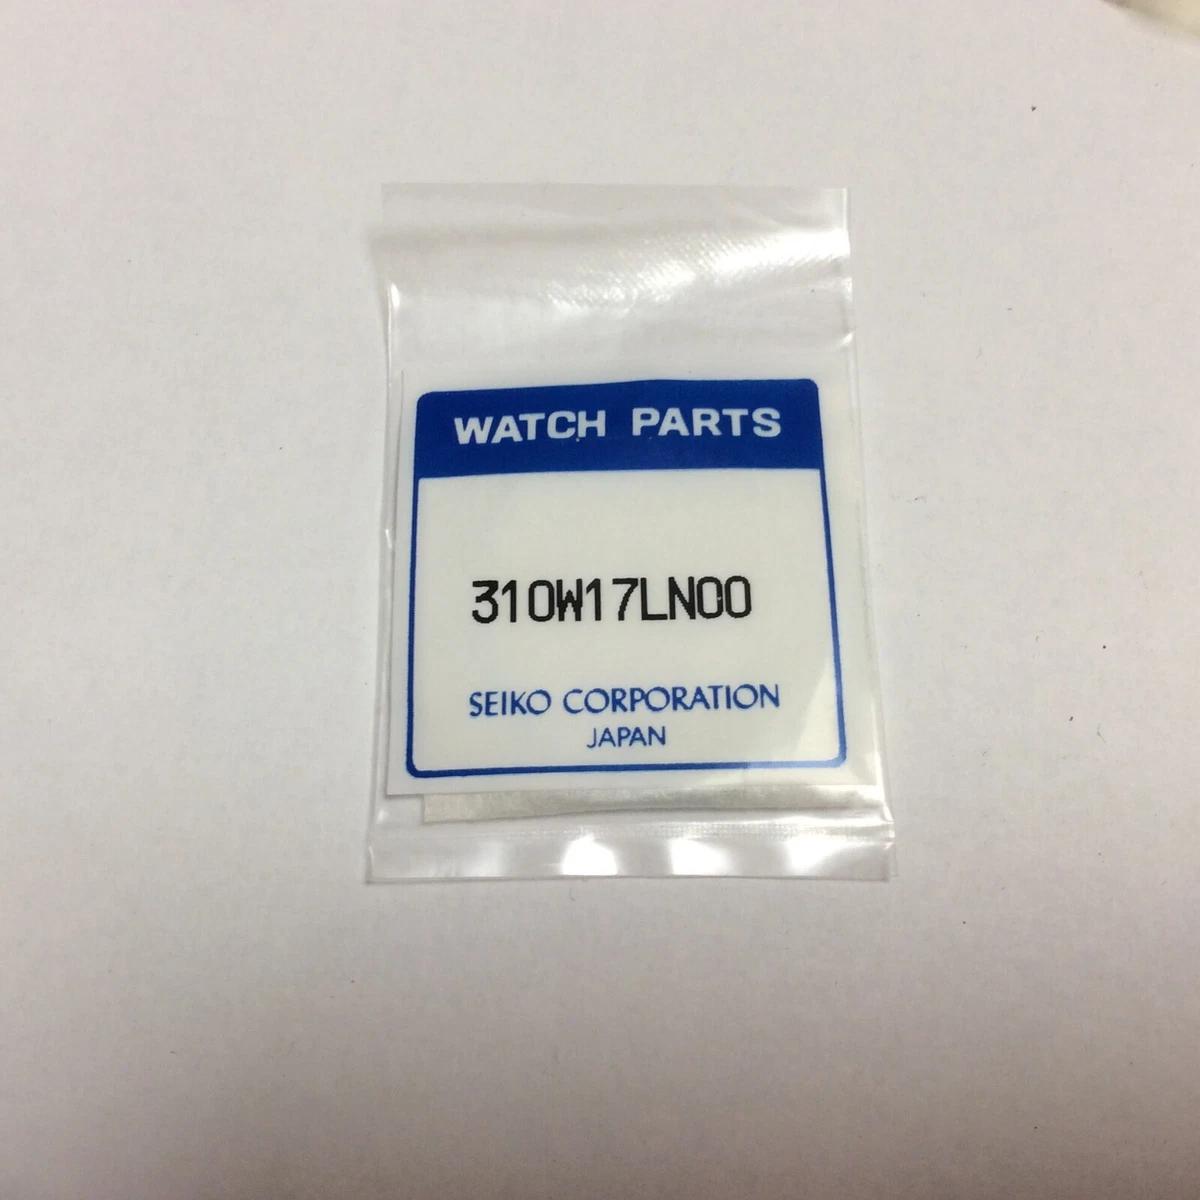 WATCH PARTS
310W17LN00
SEIKO CORPORATION
JAPAN